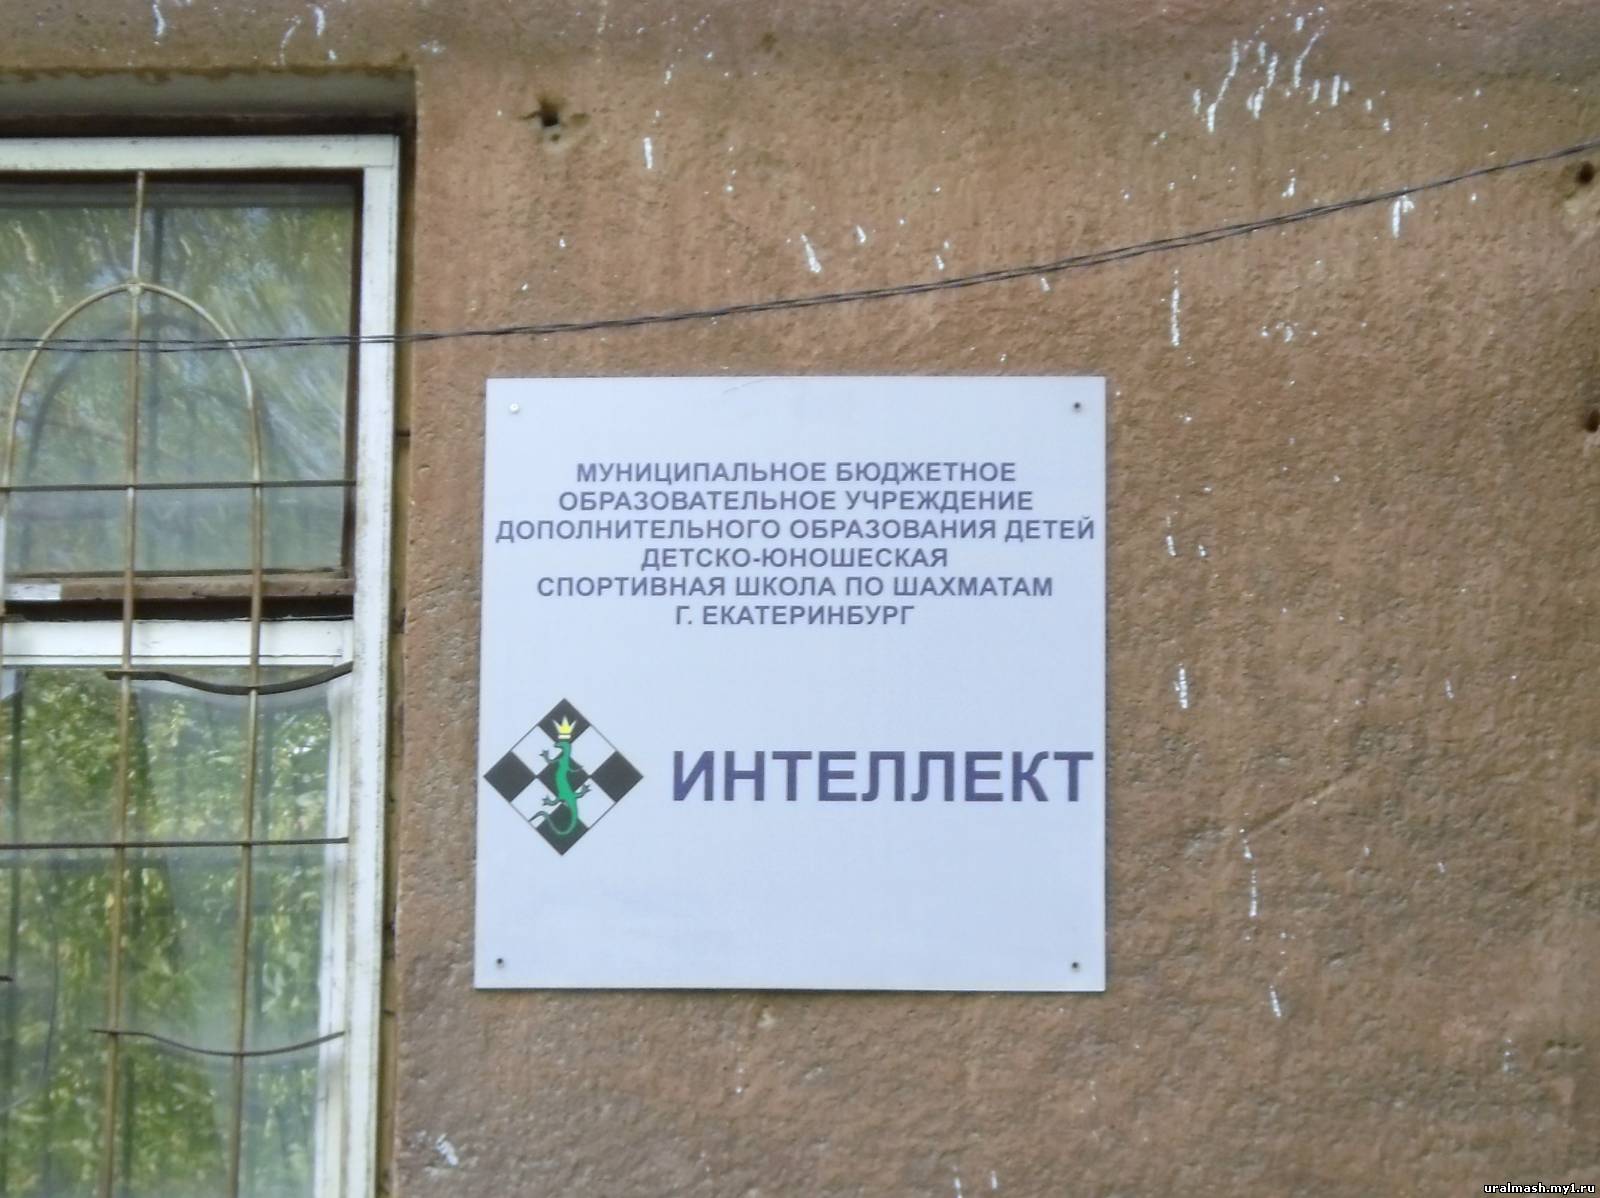 МУНИЦИПАЛЬНОЕ БЮДЖЕТНОЕ
ОБРАЗОВАТЕЛЬНОЕ УЧРЕЖДЕНИЕ
ДОПОЛНИТЕЛЬНОГО ОБРАЗОВАНИЯ ДЕТЕЙ
ДЕТСКО-ЮНОШЕСКАЯ
СПОРТИВНАЯ ШКОЛА ПО ШАХМАТАМ
Г. ЕКАТЕРИНБУРГ
ИНТЕЛЛЕКТ
uralmash.my1.ru